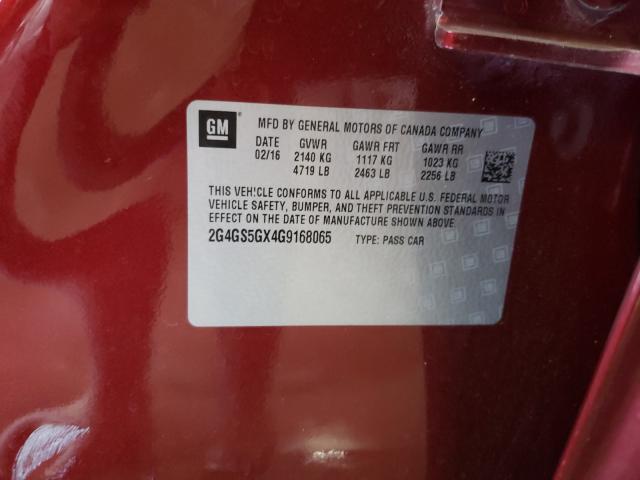 GM
MFD BY GENERAL MOTORS OF CANADA COMPANY
DATE GVWR GAWR FRT GAWR RR
02/16 2140 KG 1117 KG 1023 KG
4719 LB 2463 LB 2256 LB
THIS VEHICLE CONFORMS TO ALL APPLICABLE U.S. FEDERAL MOTOR
VEHICLE SAFETY, BUMPER, AND THEFT PREVENTION STANDARDS IN
EFFECT ON THE DATE OF MANUFACTURE SHOWN ABOVE.
2G4GS5GX4G9168065 TYPE: PASS CAR